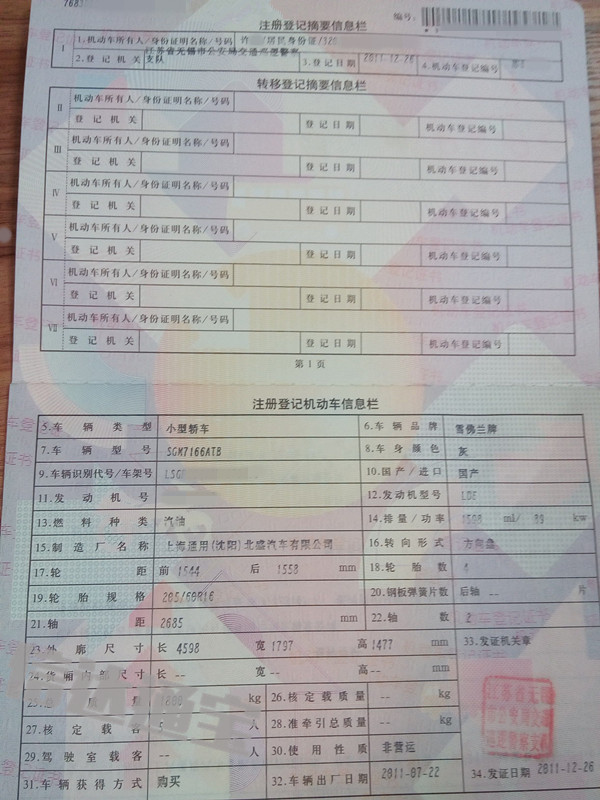 编号:
注册登记摘要信息栏
I
1.机动车所有人/身份证明名称/号码 许 /居民身份证/320
2.登记机关 江苏省无锡市公安局交通巡逻警察支队 3.登记日期 2011-12-26 4.机动车登记编号
转移登记摘要信息栏
II 机动车所有人/身份证明名称/号码
登记机关 登记日期 机动车登记编号
III 机动车所有人/身份证明名称/号码
登记机关 登记日期 机动车登记编号
IV 机动车所有人/身份证明名称/号码
登记机关 登记日期 机动车登记编号
V 机动车所有人/身份证明名称/号码
登记机关 登记日期 机动车登记编号
VI 机动车所有人/身份证明名称/号码
登记机关 登记日期 机动车登记编号
VII 机动车所有人/身份证明名称/号码
登记机关 登记日期 机动车登记编号
第1页
注册登记机动车信息栏
5.车辆类型 小型轿车 6.车辆品牌 雪佛兰牌
7.车辆型号 SGM7166ATB 8.车身颜色 灰
9.车辆识别代号/车架号 LSG 10.国产/进口 国产
11.发动机号 12.发动机型号 LDE
13.燃料种类 汽油 14.排量/功率 1598 ml/ 89 kw
15.制造厂名称 上海通用(沈阳)北盛汽车有限公司 16.转向形式 方向盘
17.轮距 前 1544 后 1558 mm 18.轮胎数 4
19.轮胎规格 205/60R16 20.钢板弹簧片数 后轴 -- 片
21.轴距 2685 mm 22.轴数 2
23.外廓尺寸 长 4598 宽 1797 高 1477 mm 33.发证机关章
24.货厢内部尺寸 长 -- 宽 -- 高 -- mm
kg 26.核定载质量 -- kg
27.核定载客 5 人 28.准牵引总质量 -- kg
29.驾驶室载客 -- 人 30.使用性质 非营运
31.车辆获得方式 购买 32.车辆出厂日期 2011-07-22 34.发证日期 2011-12-26